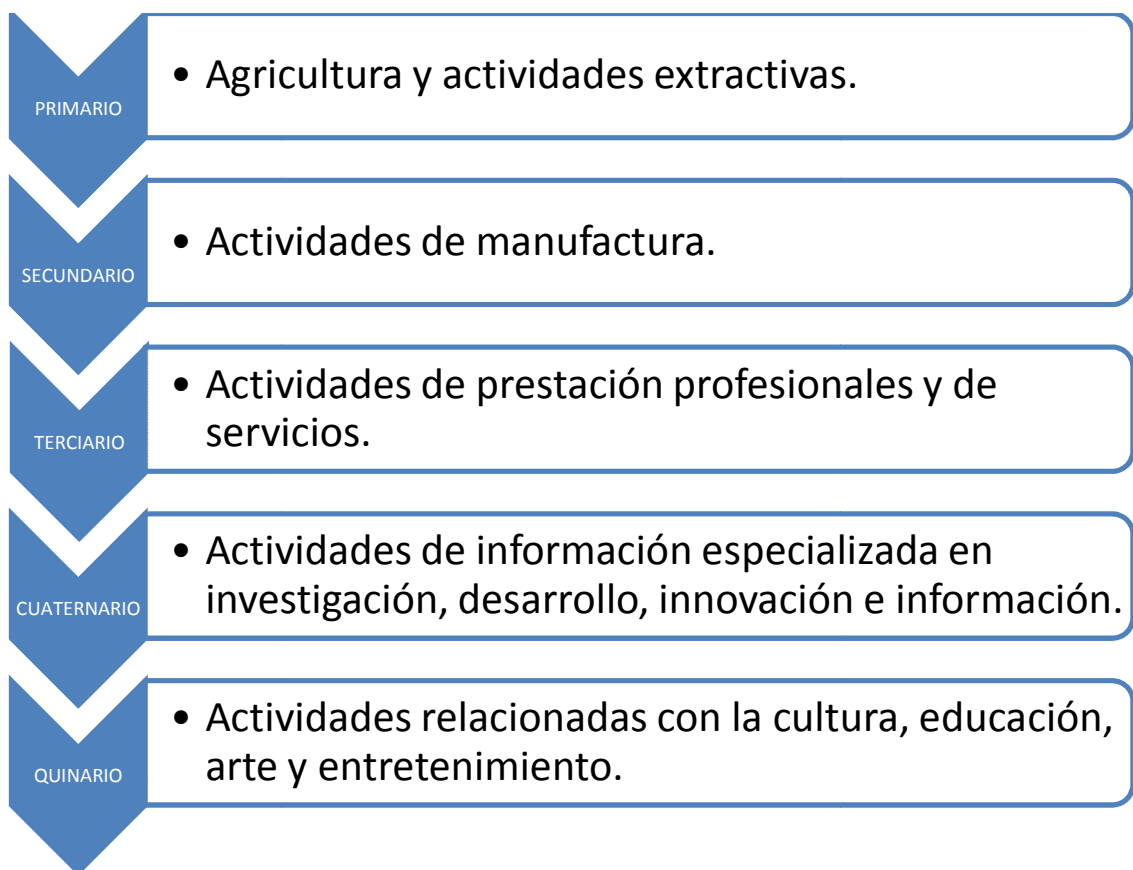 PRIMARIO
• Agricultura y actividades extractivas.
SECUNDARIO
• Actividades de manufactura.
TERCIARIO
• Actividades de prestación profesionales y de
servicios.
CUATERNARIO
• Actividades de información especializada en
investigación, desarrollo, innovación e información.
QUINARIO
• Actividades relacionadas con la cultura, educación,
arte y entretenimiento.